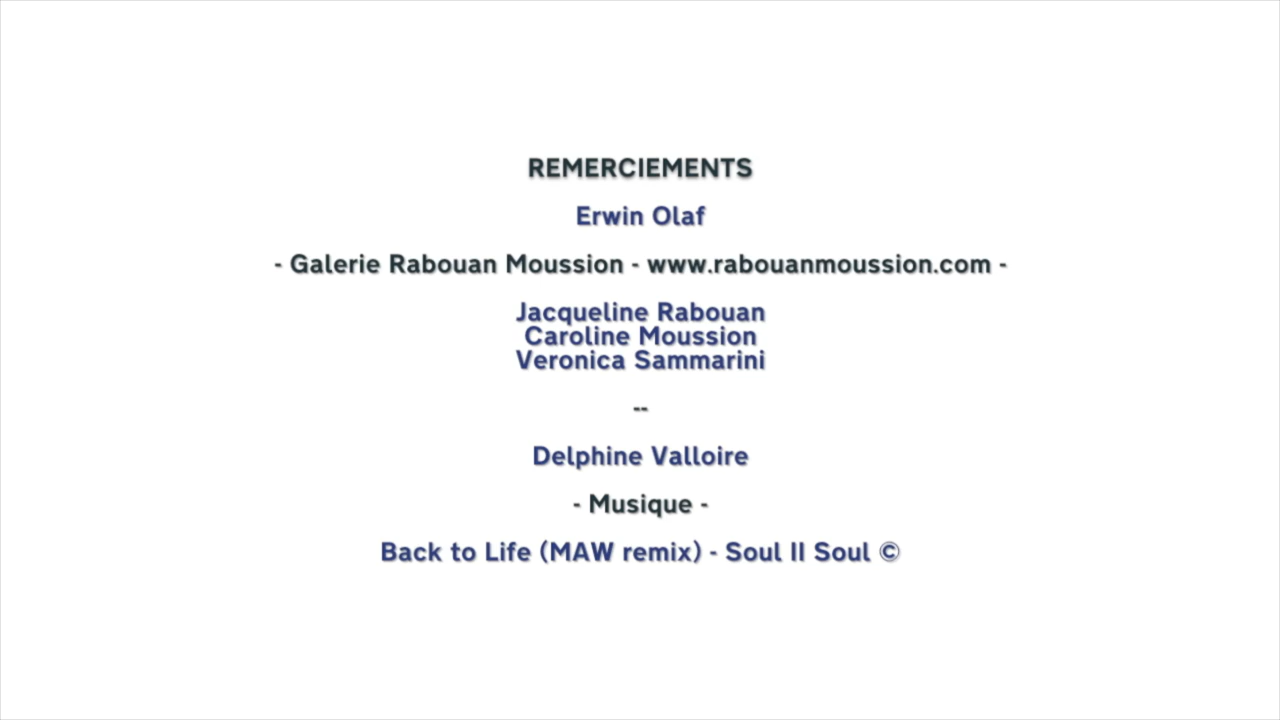 REMERCIEMENTS
Erwin Olaf
- Galerie Rabouan Moussion - www.rabouanmoussion.com -
Jacqueline Rabouan
Caroline Moussion
Veronica Sammarini
--
Delphine Valloire
- Musique -
Back to Life (MAW remix) - Soul II Soul ©